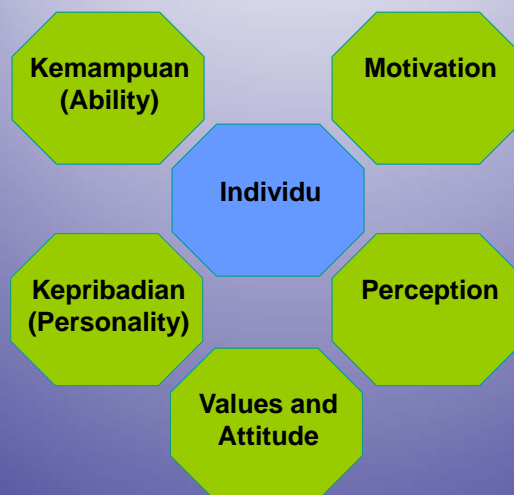 Kemampuan
(Ability)
Motivation
Individu
Kepribadian
(Personality)
Perception
Values and
Attitude